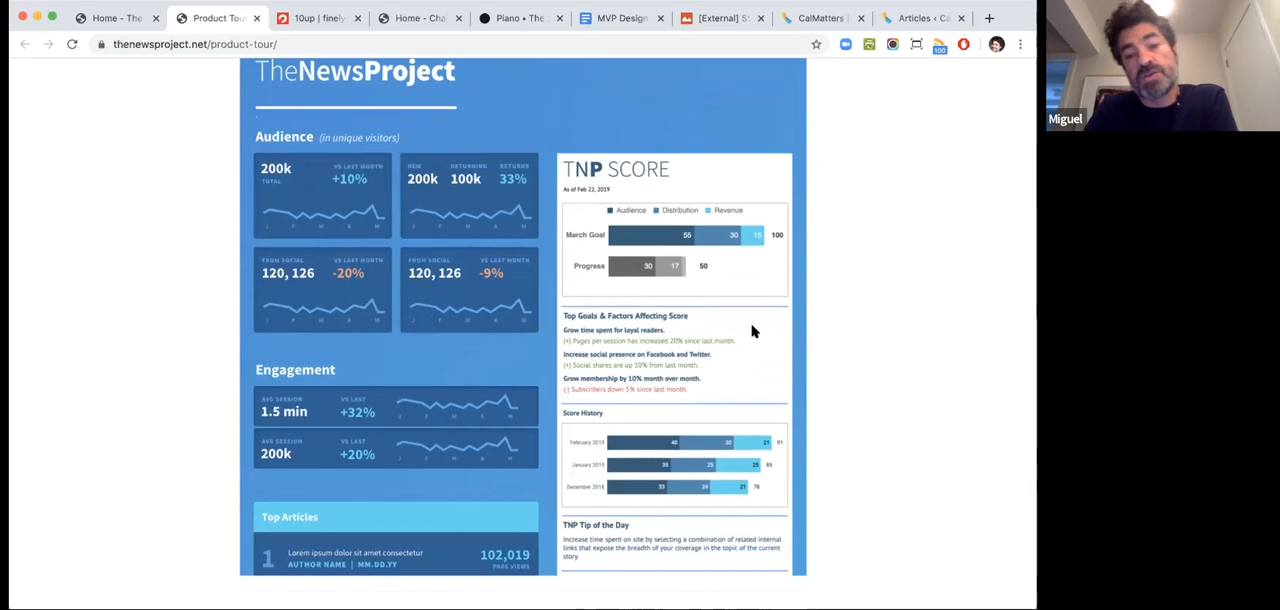 Home - The
Product Tou
10up | finely
Home - Cha
Piano • The
MVP Design
[External] S
CalMatters |
Articles < Ca
thenewsproject.net/product-tour/
100
Miguel
TheNewsProject
Audience (in unique visitors)
200k
TOTAL
VS LAST MONTH
+10%
NEW RETURNING RETURNS
200k 100k 33%
J F M A M
J F M A M
FROM SOCIAL VS LAST MONTH
120, 126 -20%
FROM SOCIAL VS LAST MONTH
120, 126 -9%
J F M A M
J F M A M
Engagement
AVG SESSION VS LAST
1.5 min +32%
J F M A M
AVG SESSION VS LAST
200k +20%
J F M A M
Top Articles
1 Lorem ipsum dolor sit amet consectetur
AUTHOR NAME | MM.DD.YY
102,019
PAGE VIEWS
TNP SCORE
As of Feb 22, 2019
Audience Distribution Revenue
March Goal 55 30 15 100
Progress 30 17 50
Top Goals & Factors Affecting Score
Grow time spent for loyal readers.
(+) Pages per session has increased 20% since last month.
Increase social presence on Facebook and Twitter.
(+) Social shares are up 10% from last month.
Grow membership by 10% month over month.
(-) Subscribers down 5% since last month.
Score History
February 2019 40 30 21 91
January 2019 35 25 25 85
December 2018 33 24 21 78
TNP Tip of the Day
Increase time spent on site by selecting a combination of related internal
links that expose the breadth of your coverage in the topic of the current
story.